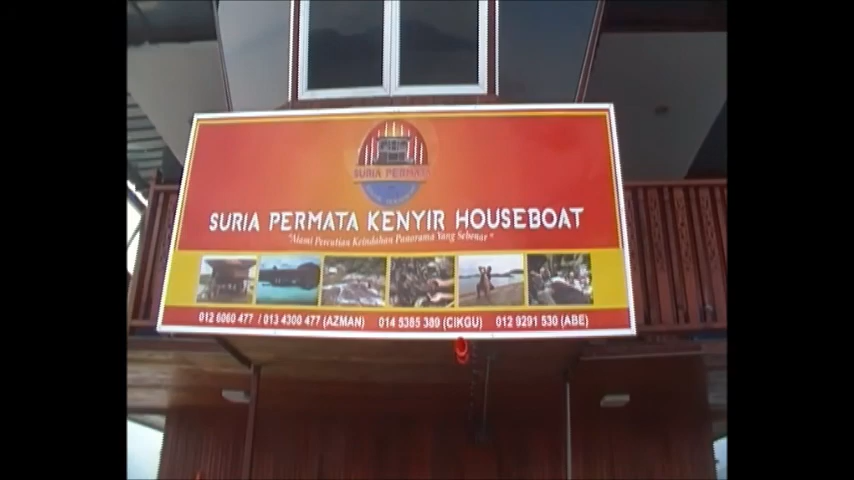 SURIA PERMATA
SURIA PERMATA KENYIR HOUSEBOAT
"Alami Percutian Keindahan Panorama Yang Sebenar"
012 6060 477 / 013 4300 477 (AZMAN) 014 5385 389 (CIKGU) 012 9291 530 (ABE)